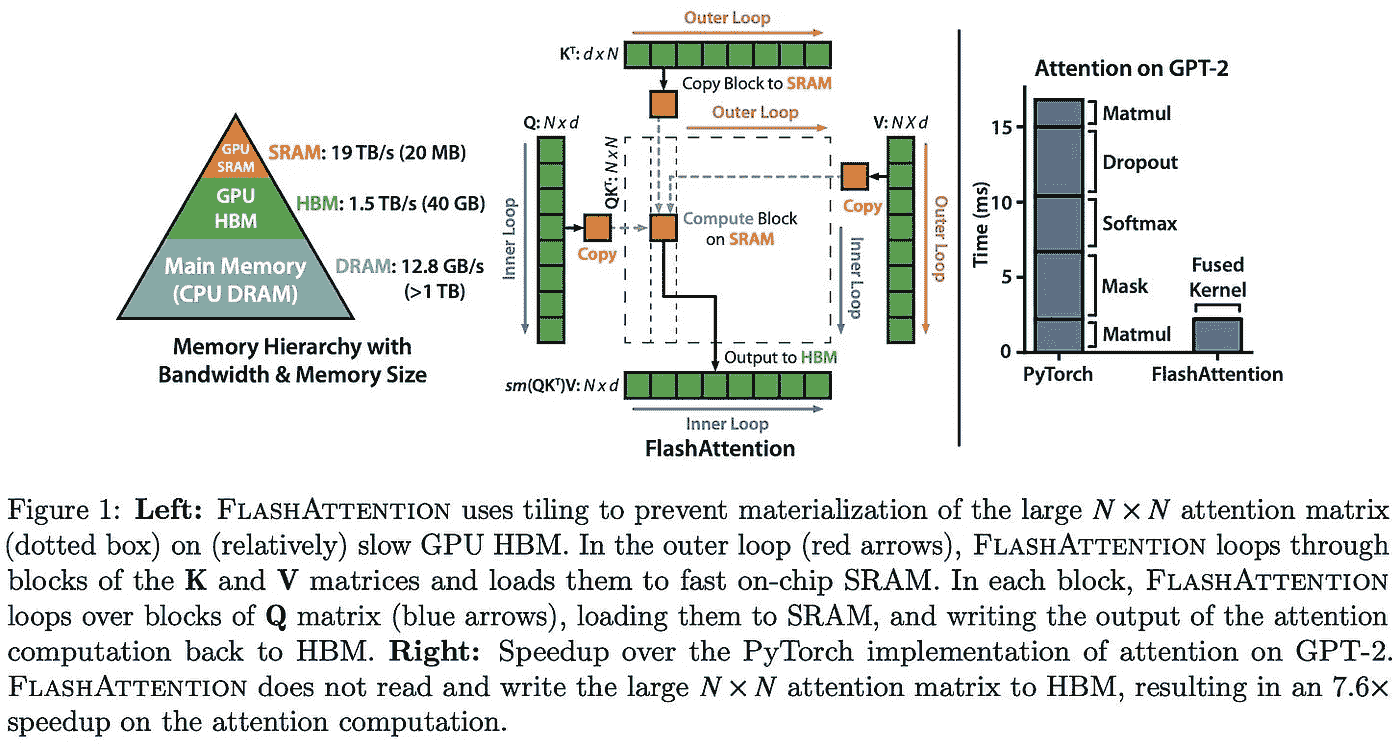 GPU
SRAM
SRAM: 19 TB/s (20 MB)
GPU
HBM
HBM: 1.5 TB/s (40 GB)
Main Memory
(CPU DRAM)
DRAM: 12.8 GB/s
(>1 TB)
Memory Hierarchy with
Bandwidth & Memory Size
Outer Loop
Kᵀ: d x N
Copy Block to SRAM
Outer Loop
Q: N x d
V: N X d
QKᵀ: N x N
Inner Loop
Copy
Compute Block
on SRAM
Copy
Inner Loop
Outer Loop
Output to HBM
sm(QKᵀ)V: N x d
Inner Loop
FlashAttention
Attention on GPT-2
Time (ms)
15
10
5
0
Matmul
Dropout
Softmax
Mask
Matmul
Fused
Kernel
PyTorch
FlashAttention
Figure 1: Left: FlashAttention uses tiling to prevent materialization of the large N × N attention matrix
(dotted box) on (relatively) slow GPU HBM. In the outer loop (red arrows), FlashAttention loops through
blocks of the K and V matrices and loads them to fast on-chip SRAM. In each block, FlashAttention
loops over blocks of Q matrix (blue arrows), loading them to SRAM, and writing the output of the attention
computation back to HBM. Right: Speedup over the PyTorch implementation of attention on GPT-2.
FlashAttention does not read and write the large N × N attention matrix to HBM, resulting in an 7.6×
speedup on the attention computation.